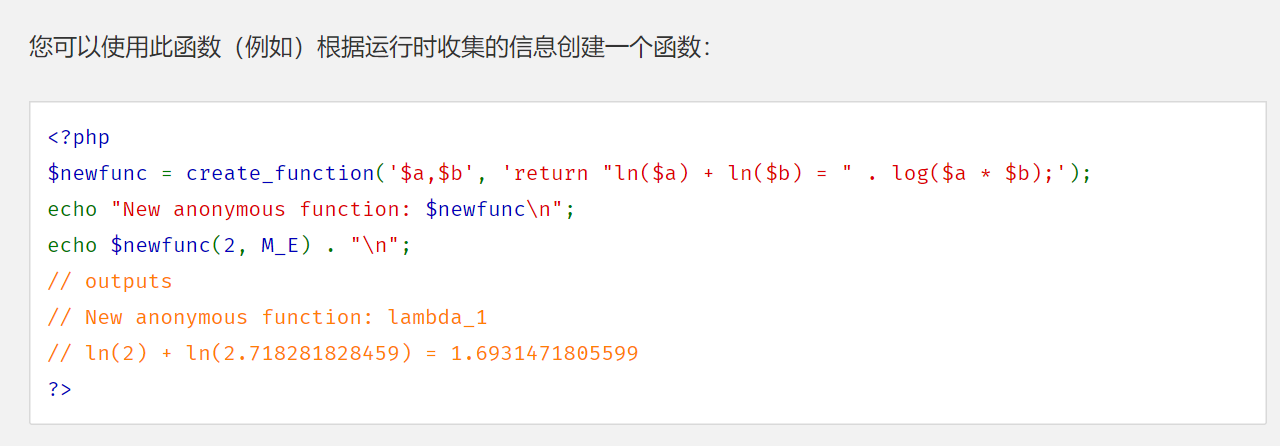 您可以使用此函数（例如）根据运行时收集的信息创建一个函数：
<?php
$newfunc = create_function('$a,$b', 'return "ln($a) + ln($b) = " . log($a * $b);');
echo "New anonymous function: $newfunc\n";
echo $newfunc(2, M_E) . "\n";
// outputs
// New anonymous function: lambda_1
// ln(2) + ln(2.718281828459) = 1.6931471805599
?>